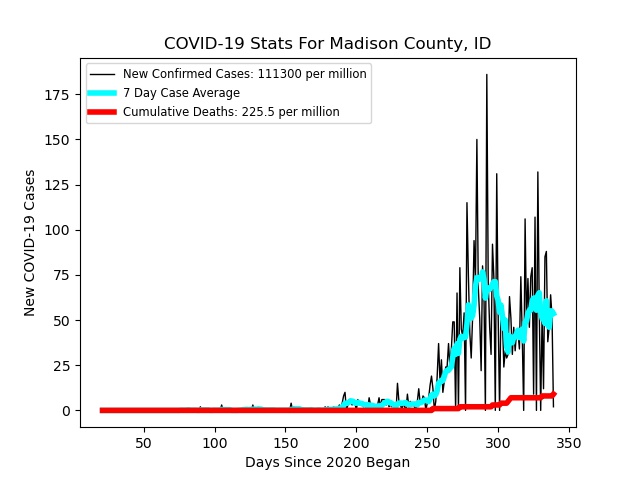 COVID-19 Stats For Madison County, ID
New Confirmed Cases: 111300 per million
7 Day Case Average
Cumulative Deaths: 225.5 per million
New COVID-19 Cases
175
150
125
100
75
50
25
0
50 100 150 200 250 300 350
Days Since 2020 Began